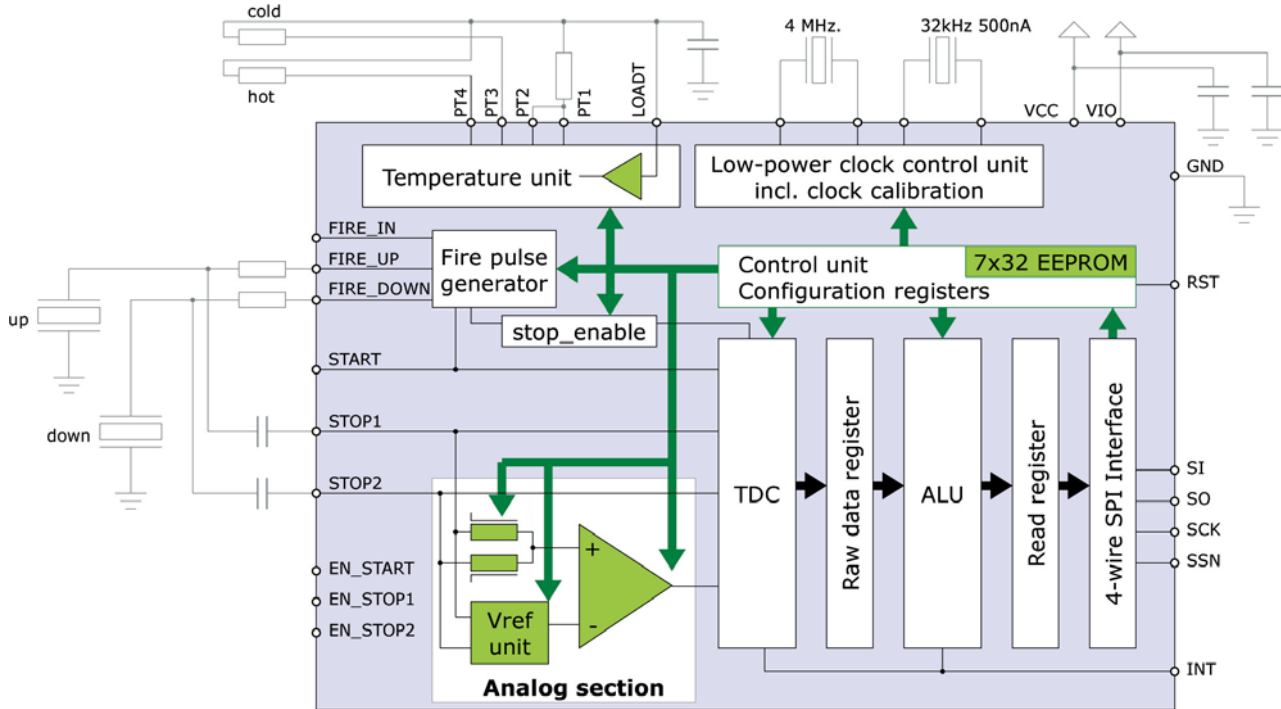 cold
4 MHz.
32kHz 500nA
hot
PT4
PT3
PT2
PT1
LOADT
VCC
VIO
Temperature unit
Low-power clock control unit
incl. clock calibration
GND
FIRE_IN
FIRE_UP
FIRE_DOWN
Fire pulse
generator
Control unit
Configuration registers
7x32 EEPROM
RST
up
stop_enable
START
down
STOP1
STOP2
TDC
Raw data register
ALU
Read register
4-wire SPI Interface
SI
SO
SCK
SSN
EN_START
EN_STOP1
EN_STOP2
+
-
Vref
unit
Analog section
INT